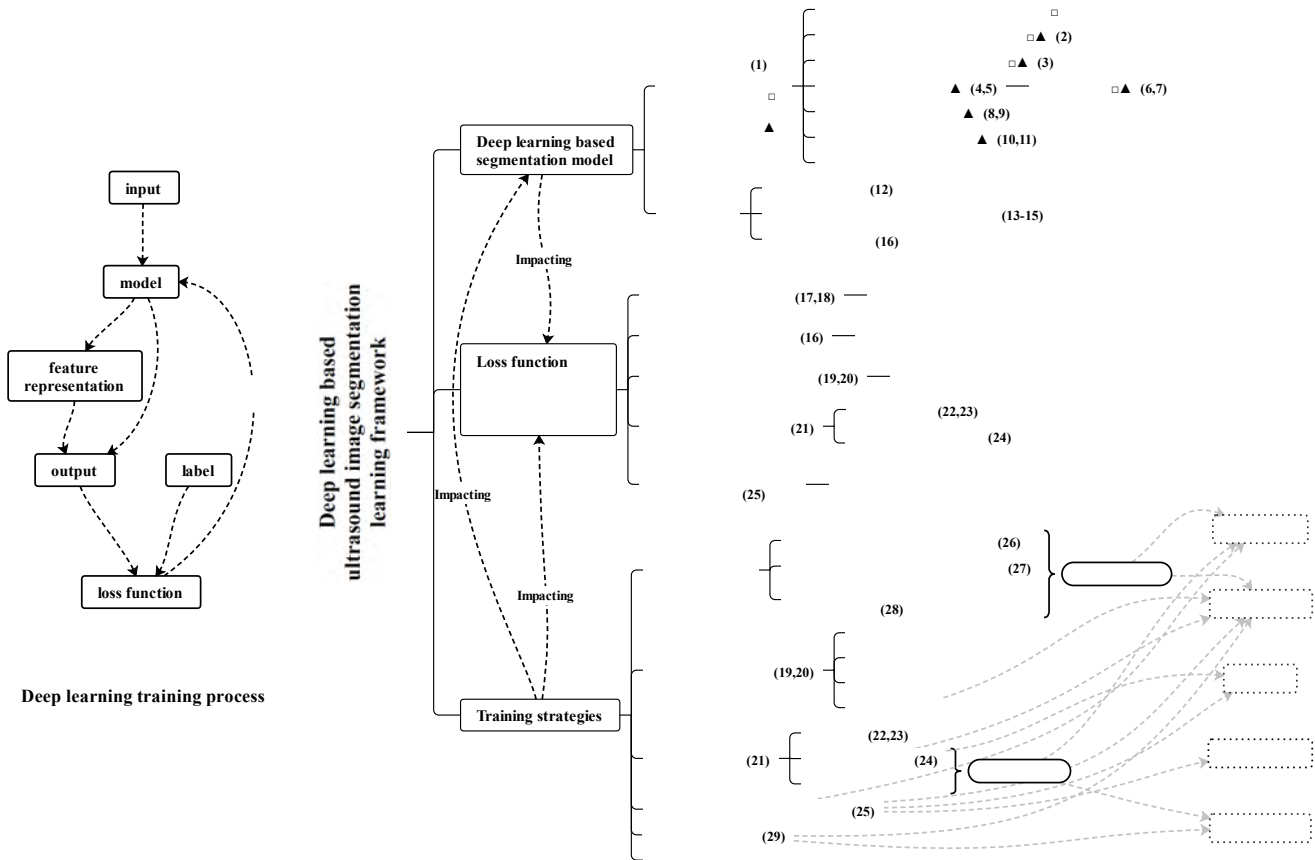 input
model
feature
representation
output
label
loss function
Deep learning training process
Deep learning based
ultrasound image segmentation
learning framework
Deep learning based
segmentation model
Impacting
Loss function
Impacting
Impacting
Training strategies
□
□▲ (2)
(1)
□▲ (3)
□
▲ (4,5)
□▲ (6,7)
▲
▲ (8,9)
▲ (10,11)
(12)
(13-15)
(16)
(17,18)
(16)
(19,20)
(21)
(22,23)
(24)
(25)
(26)
(27)
(28)
(19,20)
(21)
(22,23)
(24)
(25)
(29)